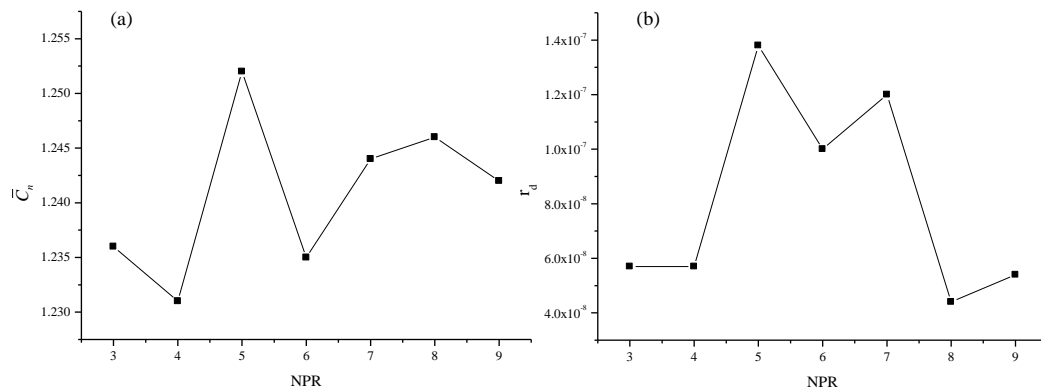 (a)
1.255
1.250
1.245
1.240
1.235
1.230
C̅n
3 4 5 6 7 8 9
NPR
(b)
1.4x10-7
1.2x10-7
1.0x10-7
8.0x10-8
6.0x10-8
4.0x10-8
rd
3 4 5 6 7 8 9
NPR